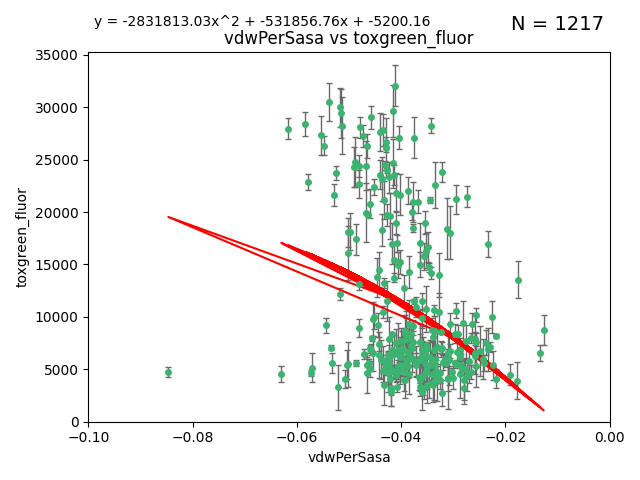 y = -2831813.03x^2 + -531856.76x + -5200.16
N = 1217
vdwPerSasa vs toxgreen_fluor
35000
30000
25000
20000
15000
10000
5000
0
toxgreen_fluor
−0.10 −0.08 −0.06 −0.04 −0.02 0.00
vdwPerSasa